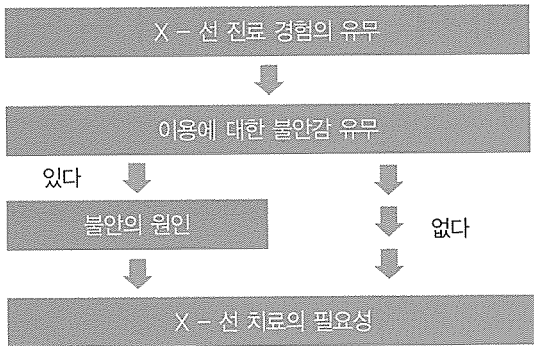 X - 선 진료 경험의 유무
이용에 대한 불안감 유무
있다
불안의 원인
없다
X - 선 치료의 필요성